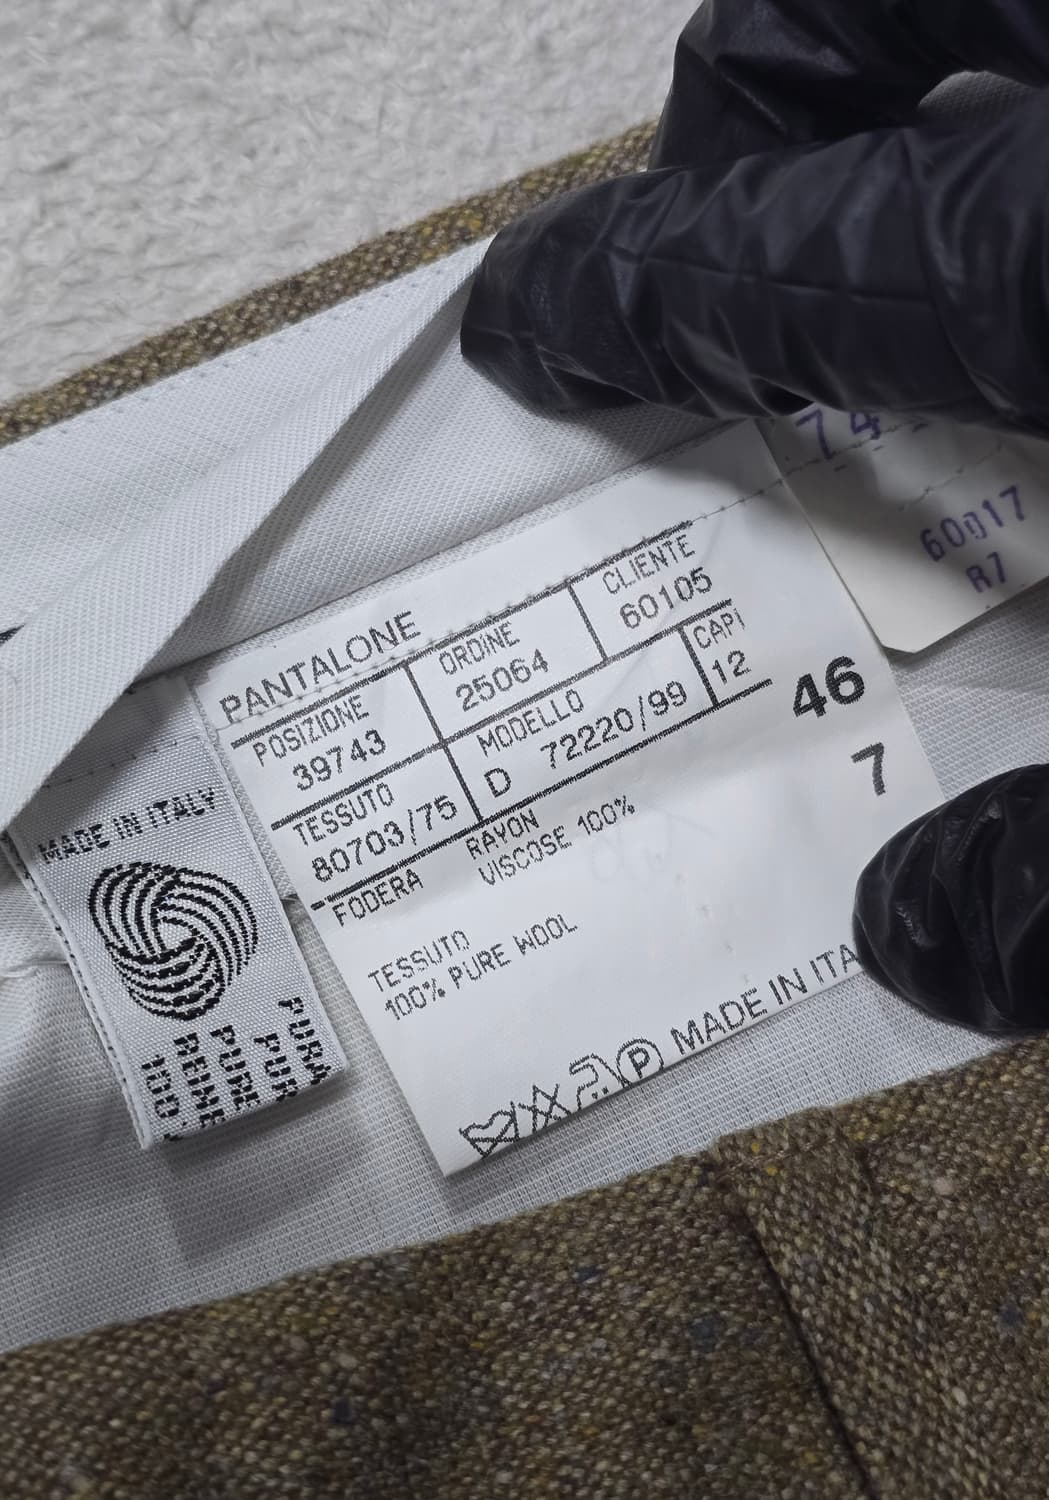 74
60017
R7
PANTALONE
POSIZIONE
39743
ORDINE
25064
CLIENTE
60105
TESSUTO
80703/75
MODELLO
D 72220/99
CAPI
12
46
7
FODERA
RAYON
VISCOSE 100%
TESSUTO
100% PURE WOOL
P MADE IN ITA
MADE IN ITALY
PURA
PUR
PURE
REINE
100